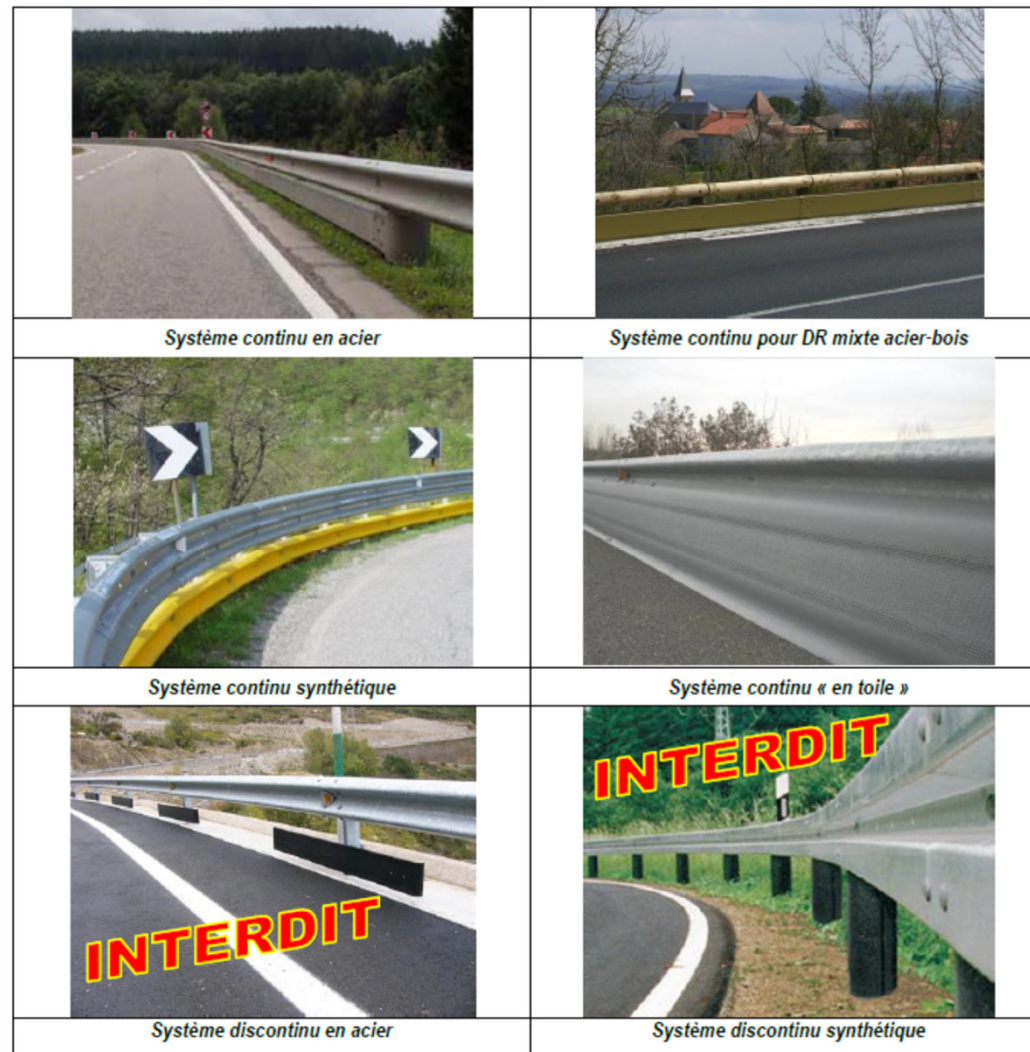 Système continu en acier
Système continu pour DR mixte acier-bois
Système continu synthétique
Système continu « en toile »
INTERDIT
INTERDIT
Système discontinu en acier
Système discontinu synthétique